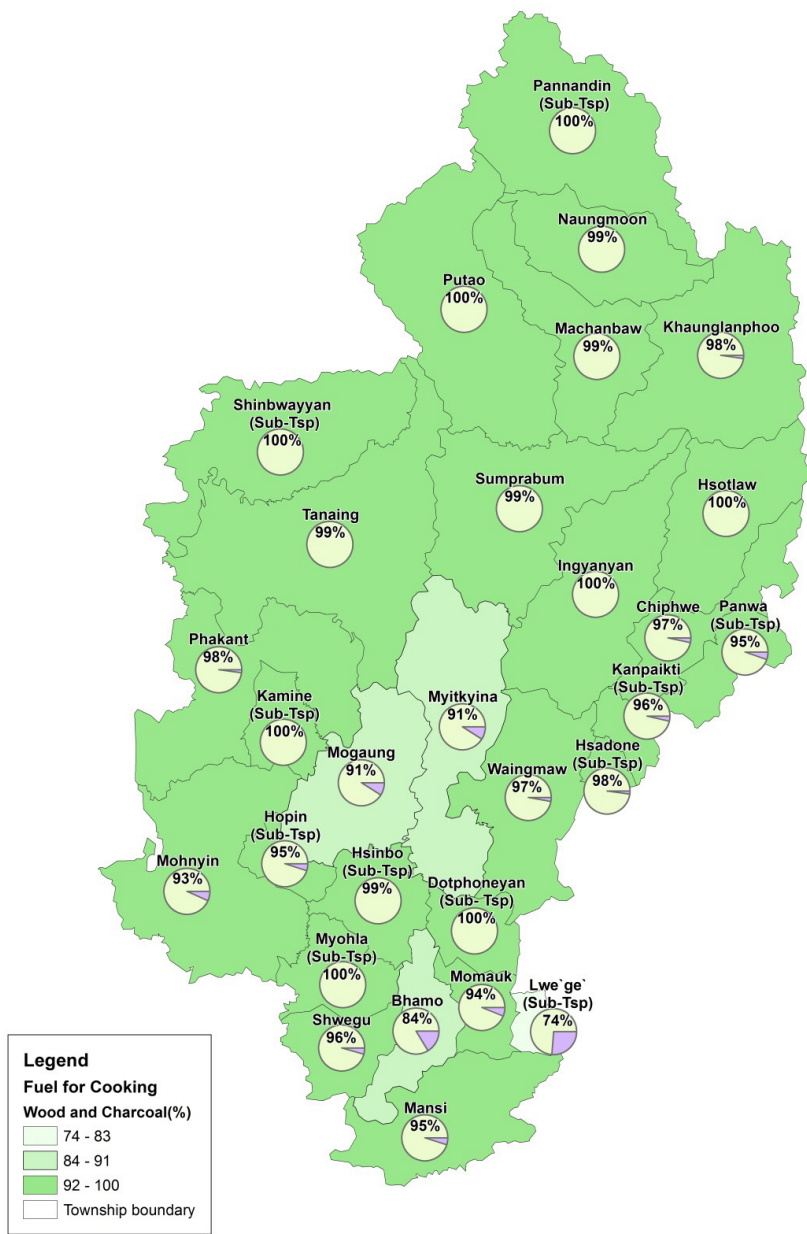 Pannandin
(Sub-Tsp)
100%
Naungmoon
99%
Putao
100%
Machanbaw
99%
Khaunglanphoo
98%
Shinbwayyan
(Sub-Tsp)
100%
Sumprabum
99%
Hsotlaw
100%
Tanaing
99%
Ingyanyan
100%
Chiphwe
97%
Panwa
(Sub-Tsp)
95%
Phakant
98%
Kanpaikti
(Sub-Tsp)
96%
Kamine
(Sub-Tsp)
100%
Myitkyina
91%
Mogaung
91%
Waingmaw
97%
Hsadone
(Sub-Tsp)
98%
Hopin
(Sub-Tsp)
95%
Mohnyin
93%
Hsinbo
(Sub-Tsp)
99%
Dotphoneyan
(Sub- Tsp)
100%
Myohla
(Sub-Tsp)
100%
Momauk
94%
Lwe`ge`
(Sub-Tsp)
74%
Bhamo
84%
Shwegu
96%
Mansi
95%
Legend
Fuel for Cooking
Wood and Charcoal(%)
74 - 83
84 - 91
92 - 100
Township boundary